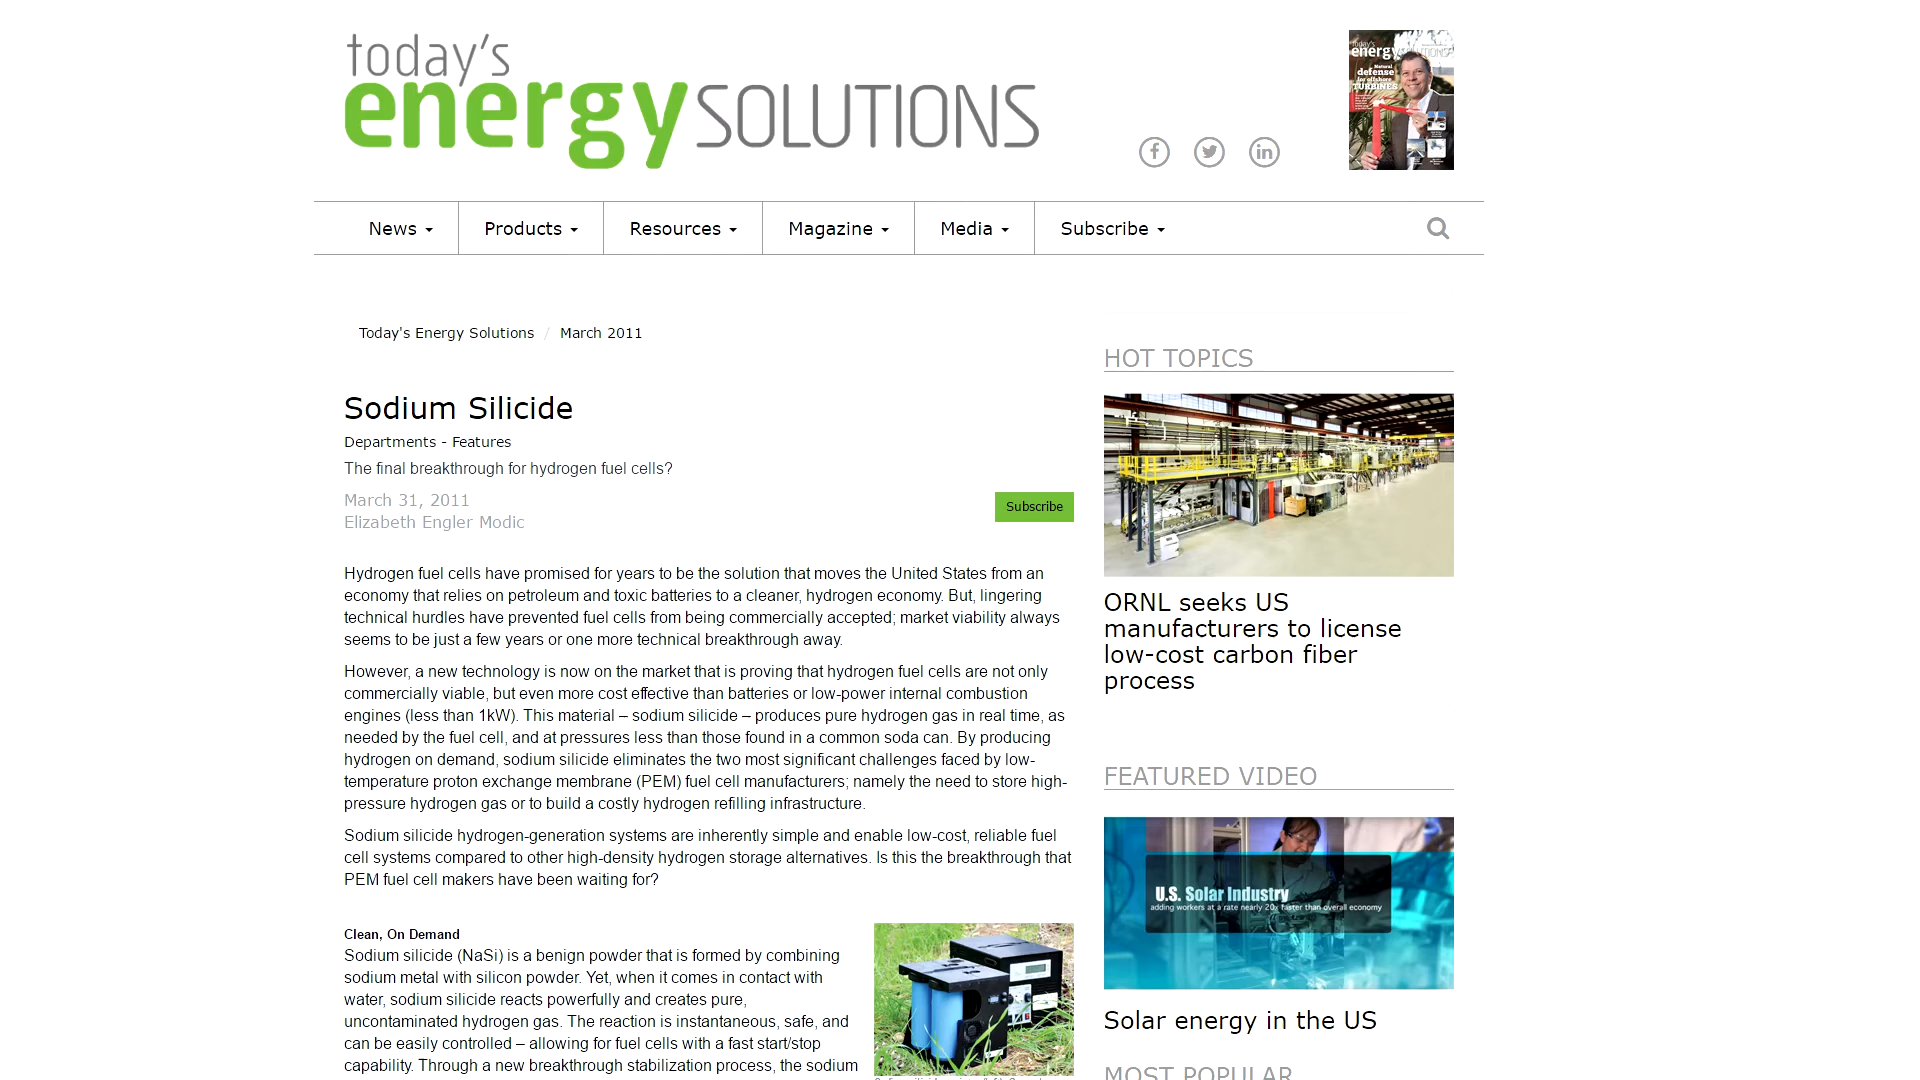 today's
energy SOLUTIONS
today's
energy SOLUTIONS
Natural
defense
for offshore
TURBINES
News
Products
Resources
Magazine
Media
Subscribe
Today's Energy Solutions / March 2011
Sodium Silicide
Departments - Features
The final breakthrough for hydrogen fuel cells?
March 31, 2011
Elizabeth Engler Modic
Subscribe
Hydrogen fuel cells have promised for years to be the solution that moves the United States from an
economy that relies on petroleum and toxic batteries to a cleaner, hydrogen economy. But, lingering
technical hurdles have prevented fuel cells from being commercially accepted; market viability always
seems to be just a few years or one more technical breakthrough away.
However, a new technology is now on the market that is proving that hydrogen fuel cells are not only
commercially viable, but even more cost effective than batteries or low-power internal combustion
engines (less than 1kW). This material – sodium silicide – produces pure hydrogen gas in real time, as
needed by the fuel cell, and at pressures less than those found in a common soda can. By producing
hydrogen on demand, sodium silicide eliminates the two most significant challenges faced by low-
temperature proton exchange membrane (PEM) fuel cell manufacturers; namely the need to store high-
pressure hydrogen gas or to build a costly hydrogen refilling infrastructure.
Sodium silicide hydrogen-generation systems are inherently simple and enable low-cost, reliable fuel
cell systems compared to other high-density hydrogen storage alternatives. Is this the breakthrough that
PEM fuel cell makers have been waiting for?
Clean, On Demand
Sodium silicide (NaSi) is a benign powder that is formed by combining
sodium metal with silicon powder. Yet, when it comes in contact with
water, sodium silicide reacts powerfully and creates pure,
uncontaminated hydrogen gas. The reaction is instantaneous, safe, and
can be easily controlled – allowing for fuel cells with a fast start/stop
capability. Through a new breakthrough stabilization process, the sodium
HOT TOPICS
ORNL seeks US
manufacturers to license
low-cost carbon fiber
process
FEATURED VIDEO
U.S. Solar Industry
adding workers at a rate nearly 20x faster than overall economy
Solar energy in the US
MOST POPULAR